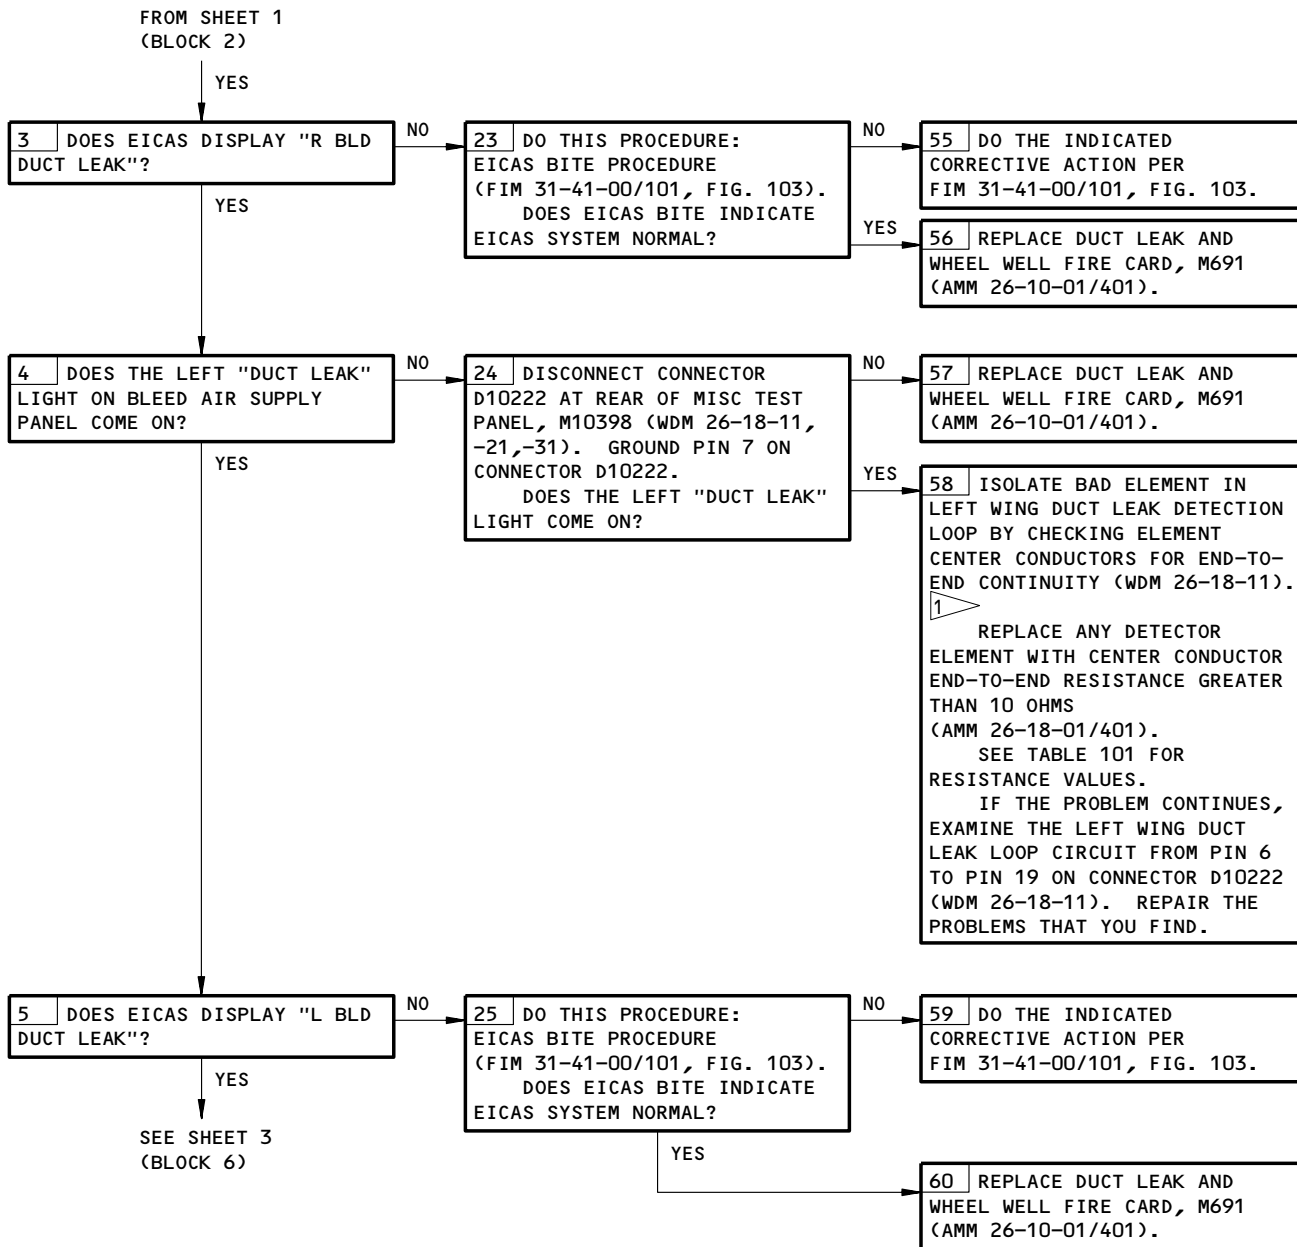 FROM SHEET 1
(BLOCK 2)
YES
3 DOES EICAS DISPLAY "R BLD
DUCT LEAK"?
NO
23 DO THIS PROCEDURE:
EICAS BITE PROCEDURE
(FIM 31-41-00/101, FIG. 103).
DOES EICAS BITE INDICATE
EICAS SYSTEM NORMAL?
NO
55 DO THE INDICATED
CORRECTIVE ACTION PER
FIM 31-41-00/101, FIG. 103.
YES
56 REPLACE DUCT LEAK AND
WHEEL WELL FIRE CARD, M691
(AMM 26-10-01/401).
YES
4 DOES THE LEFT "DUCT LEAK"
LIGHT ON BLEED AIR SUPPLY
PANEL COME ON?
NO
24 DISCONNECT CONNECTOR
D10222 AT REAR OF MISC TEST
PANEL, M10398 (WDM 26-18-11,
-21,-31). GROUND PIN 7 ON
CONNECTOR D10222.
DOES THE LEFT "DUCT LEAK"
LIGHT COME ON?
NO
57 REPLACE DUCT LEAK AND
WHEEL WELL FIRE CARD, M691
(AMM 26-10-01/401).
YES
58 ISOLATE BAD ELEMENT IN
LEFT WING DUCT LEAK DETECTION
LOOP BY CHECKING ELEMENT
CENTER CONDUCTORS FOR END-TO-
END CONTINUITY (WDM 26-18-11).
1
REPLACE ANY DETECTOR
ELEMENT WITH CENTER CONDUCTOR
END-TO-END RESISTANCE GREATER
THAN 10 OHMS
(AMM 26-18-01/401).
SEE TABLE 101 FOR
RESISTANCE VALUES.
IF THE PROBLEM CONTINUES,
EXAMINE THE LEFT WING DUCT
LEAK LOOP CIRCUIT FROM PIN 6
TO PIN 19 ON CONNECTOR D10222
(WDM 26-18-11). REPAIR THE
PROBLEMS THAT YOU FIND.
YES
5 DOES EICAS DISPLAY "L BLD
DUCT LEAK"?
NO
25 DO THIS PROCEDURE:
EICAS BITE PROCEDURE
(FIM 31-41-00/101, FIG. 103).
DOES EICAS BITE INDICATE
EICAS SYSTEM NORMAL?
NO
59 DO THE INDICATED
CORRECTIVE ACTION PER
FIM 31-41-00/101, FIG. 103.
YES
60 REPLACE DUCT LEAK AND
WHEEL WELL FIRE CARD, M691
(AMM 26-10-01/401).
YES
SEE SHEET 3
(BLOCK 6)